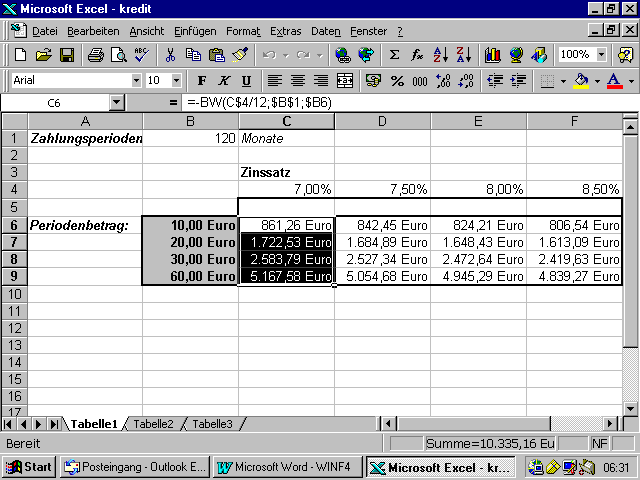 Microsoft Excel - kredit
Datei Bearbeiten Ansicht Einfügen Format Extras Daten Fenster ?
ABC Σ f* A Z Z A 100% ?
Arial 10 F K U % 000 ,0 ,00 ,00 ,0 A
C6 = =-BW(C$4/12;$B$1;$B6)
A B C D E F
1 Zahlungsperioden 120 Monate
2
3 Zinssatz
4 7,00% 7,50% 8,00% 8,50%
5
6 Periodenbetrag: 10,00 Euro 861,26 Euro 842,45 Euro 824,21 Euro 806,54 Euro
7 20,00 Euro 1.722,53 Euro 1.684,89 Euro 1.648,43 Euro 1.613,09 Euro
8 30,00 Euro 2.583,79 Euro 2.527,34 Euro 2.472,64 Euro 2.419,63 Euro
9 60,00 Euro 5.167,58 Euro 5.054,68 Euro 4.945,29 Euro 4.839,27 Euro
10
11
12
13
14
15
16
17
Tabelle1 Tabelle2 Tabelle3
Bereit Summe=10.335,16 Eu NF
Start Posteingang - Outlook E... Microsoft Word - WINF4 Microsoft Excel - kr... 06:31